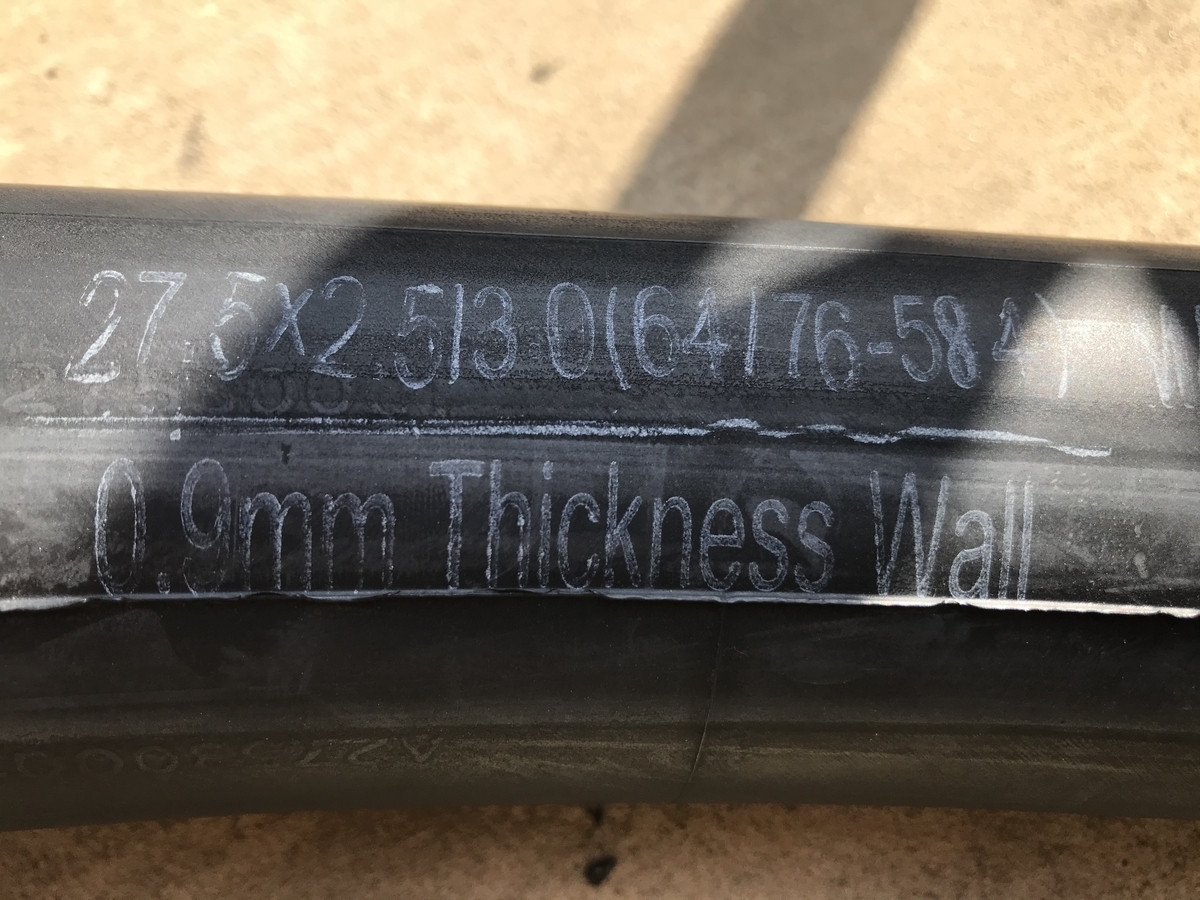 27.5x2.5/3.0(64/76-584)
0.9mm Thickness Wall